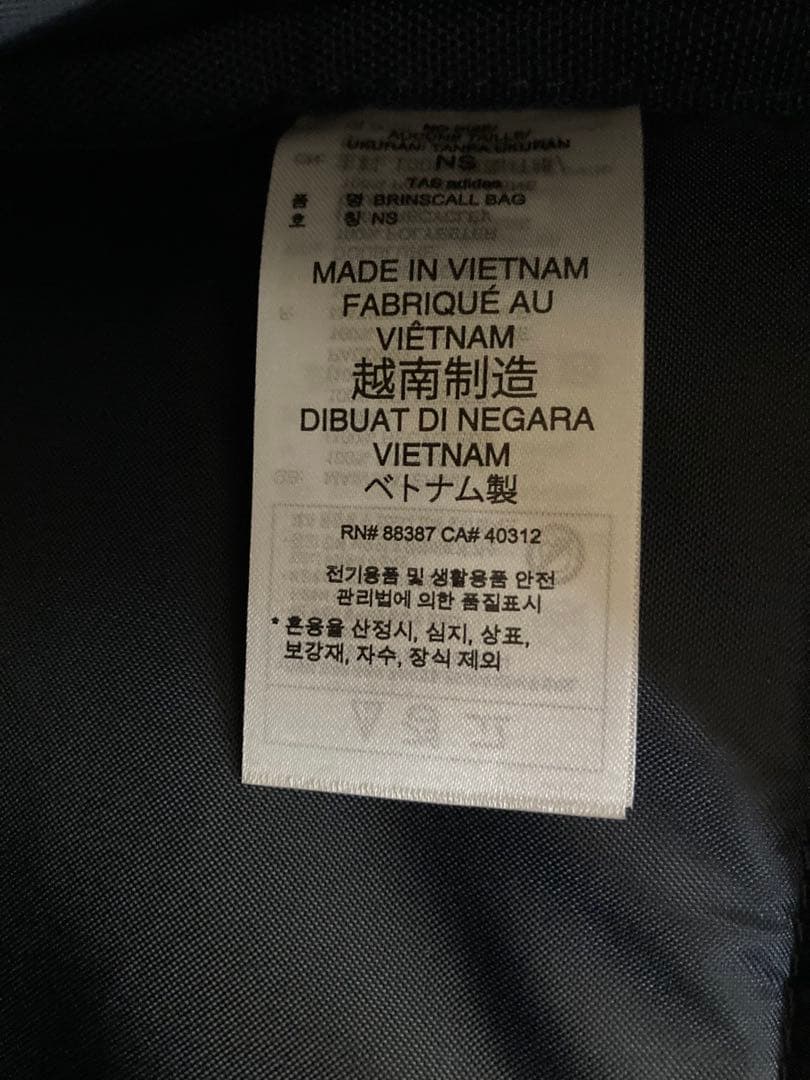 UKURAN: TANPA UKURAN
NS
TAS adidas
품 명 BRINSCALL BAG
호 칭 NS
MADE IN VIETNAM
FABRIQUÉ AU
VIÊTNAM
越南制造
DIBUAT DI NEGARA
VIETNAM
ベトナム製
RN# 88387 CA# 40312
전기용품 및 생활용품 안전
관리법에 의한 품질표시
* 혼용율 산정시, 심지, 상표,
보강재, 자수, 장식 제외